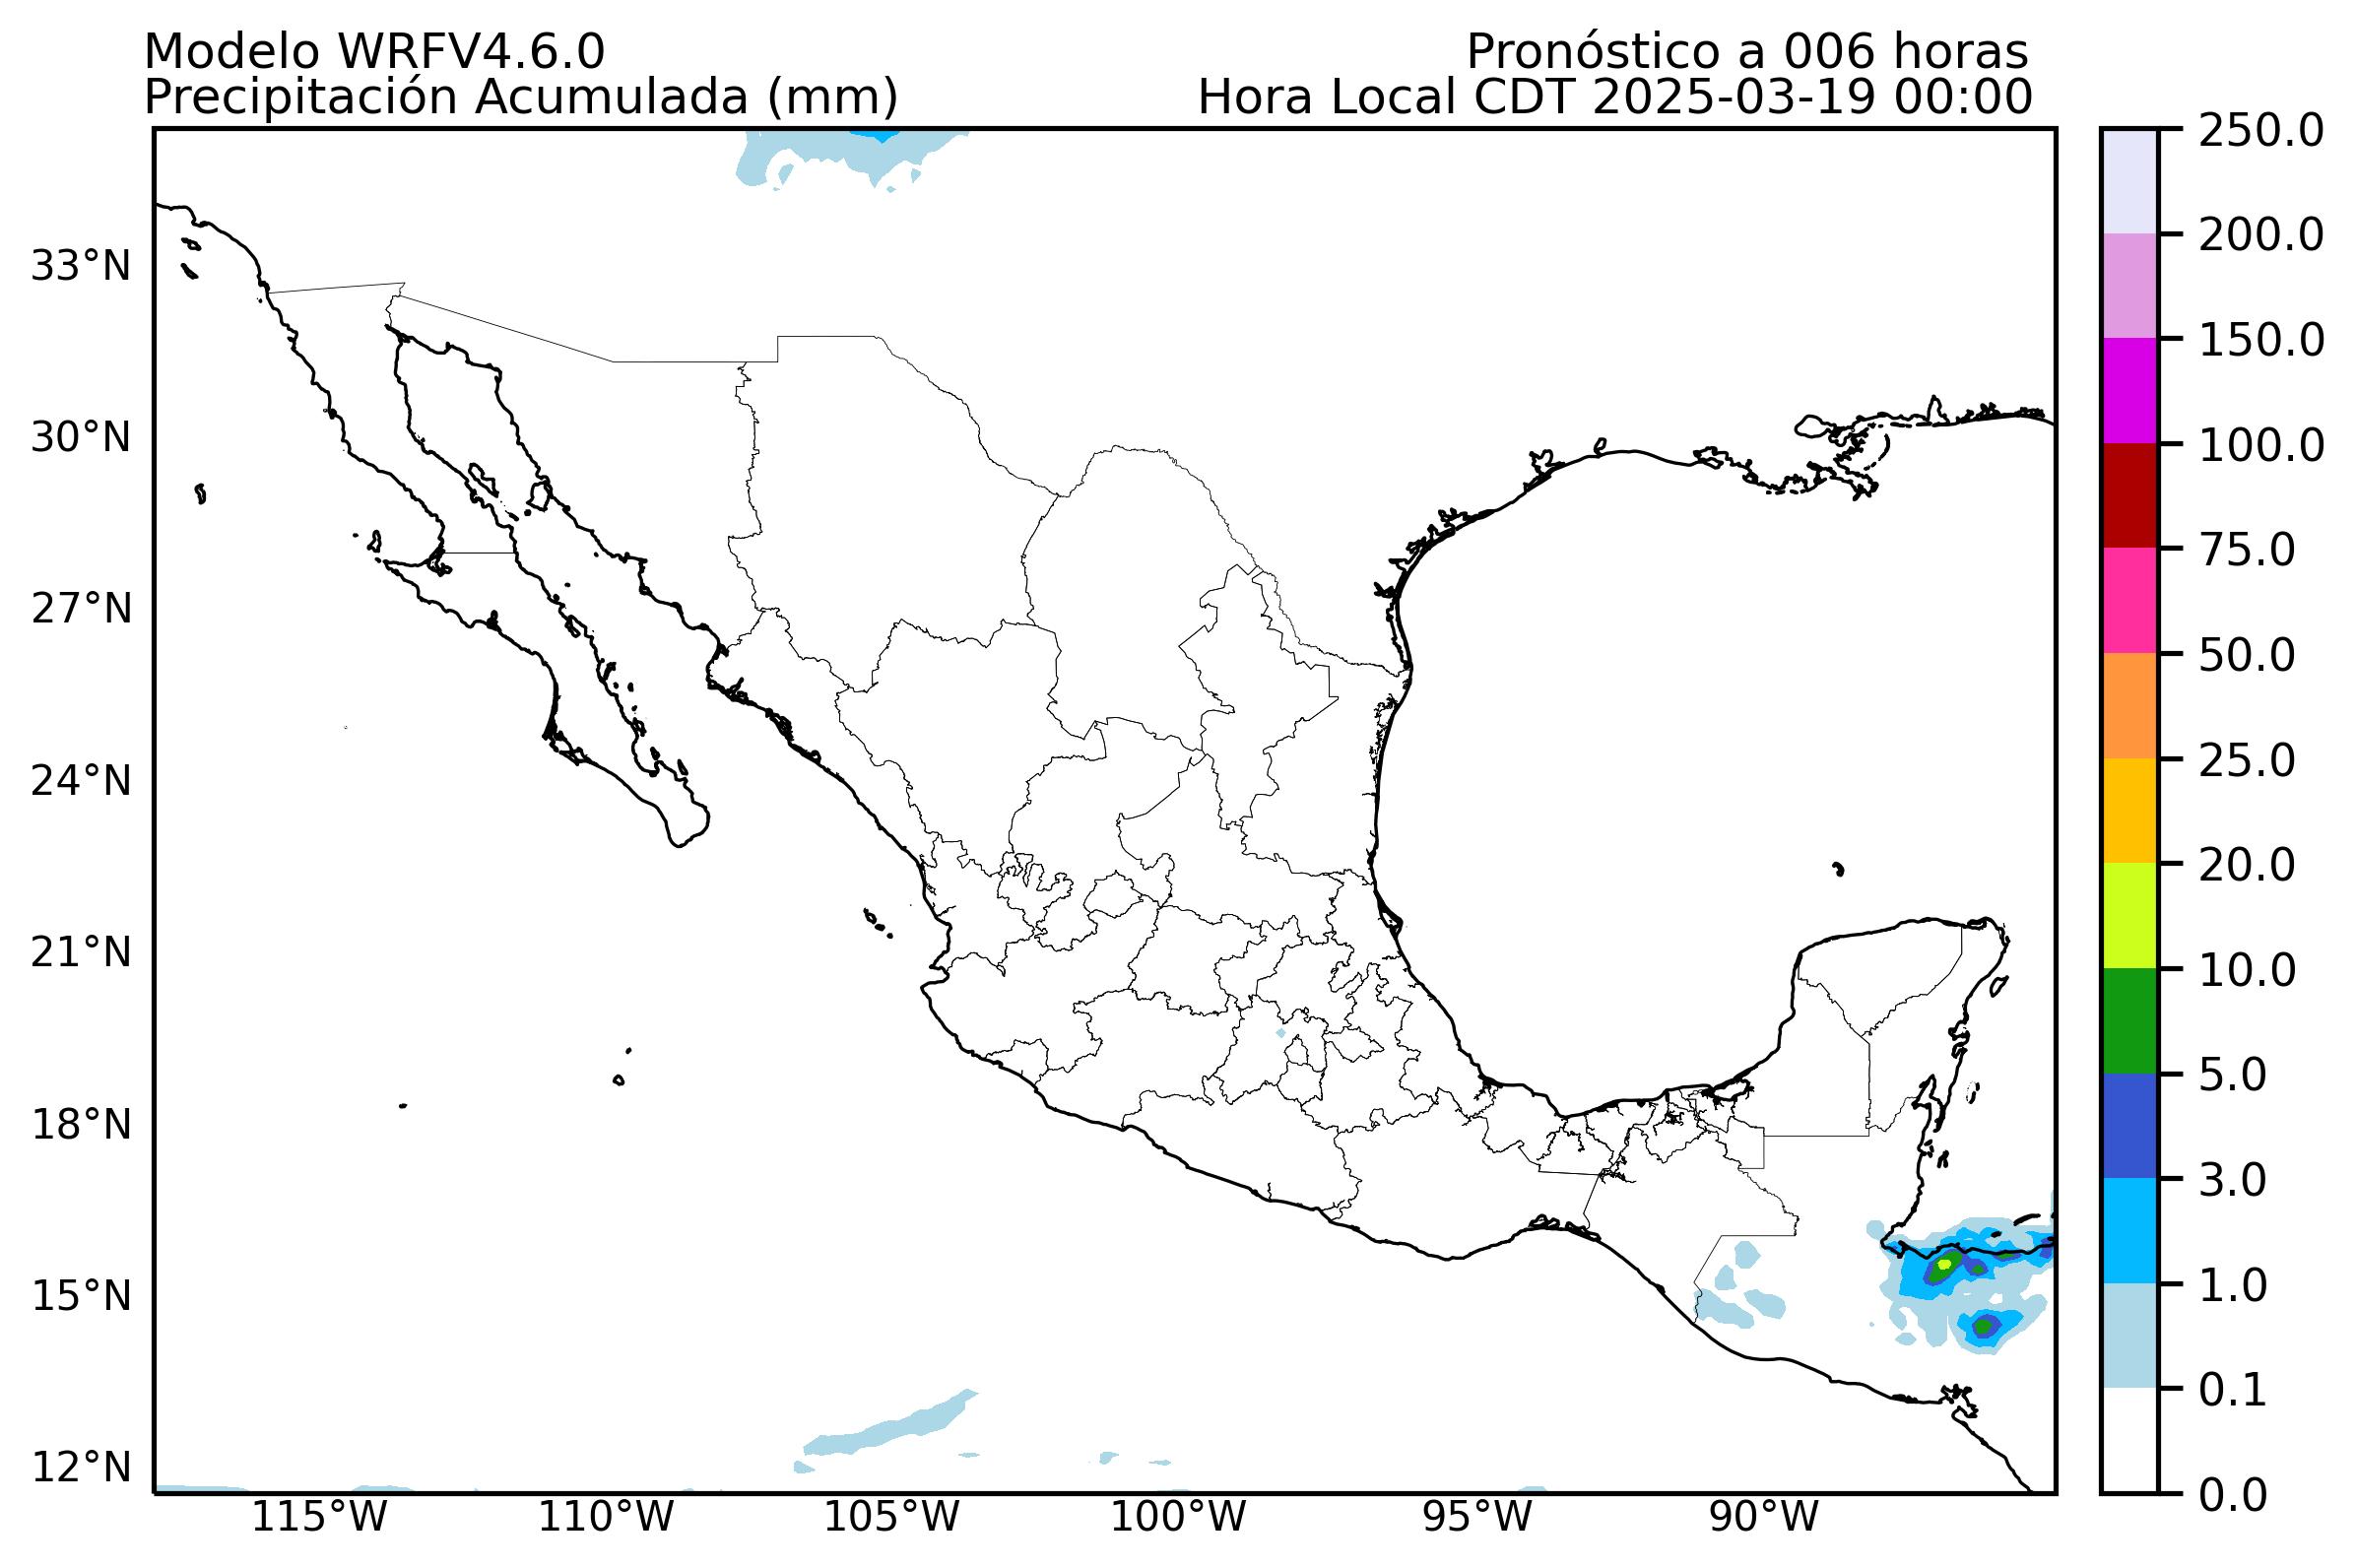 Modelo WRFV4.6.0
Pronóstico a 006 horas
Precipitación Acumulada (mm)
Hora Local CDT 2025-03-19 00:00
250.0
200.0
150.0
100.0
75.0
50.0
25.0
20.0
10.0
5.0
3.0
1.0
0.1
0.0
33°N
30°N
27°N
24°N
21°N
18°N
15°N
12°N
115°W
110°W
105°W
100°W
95°W
90°W